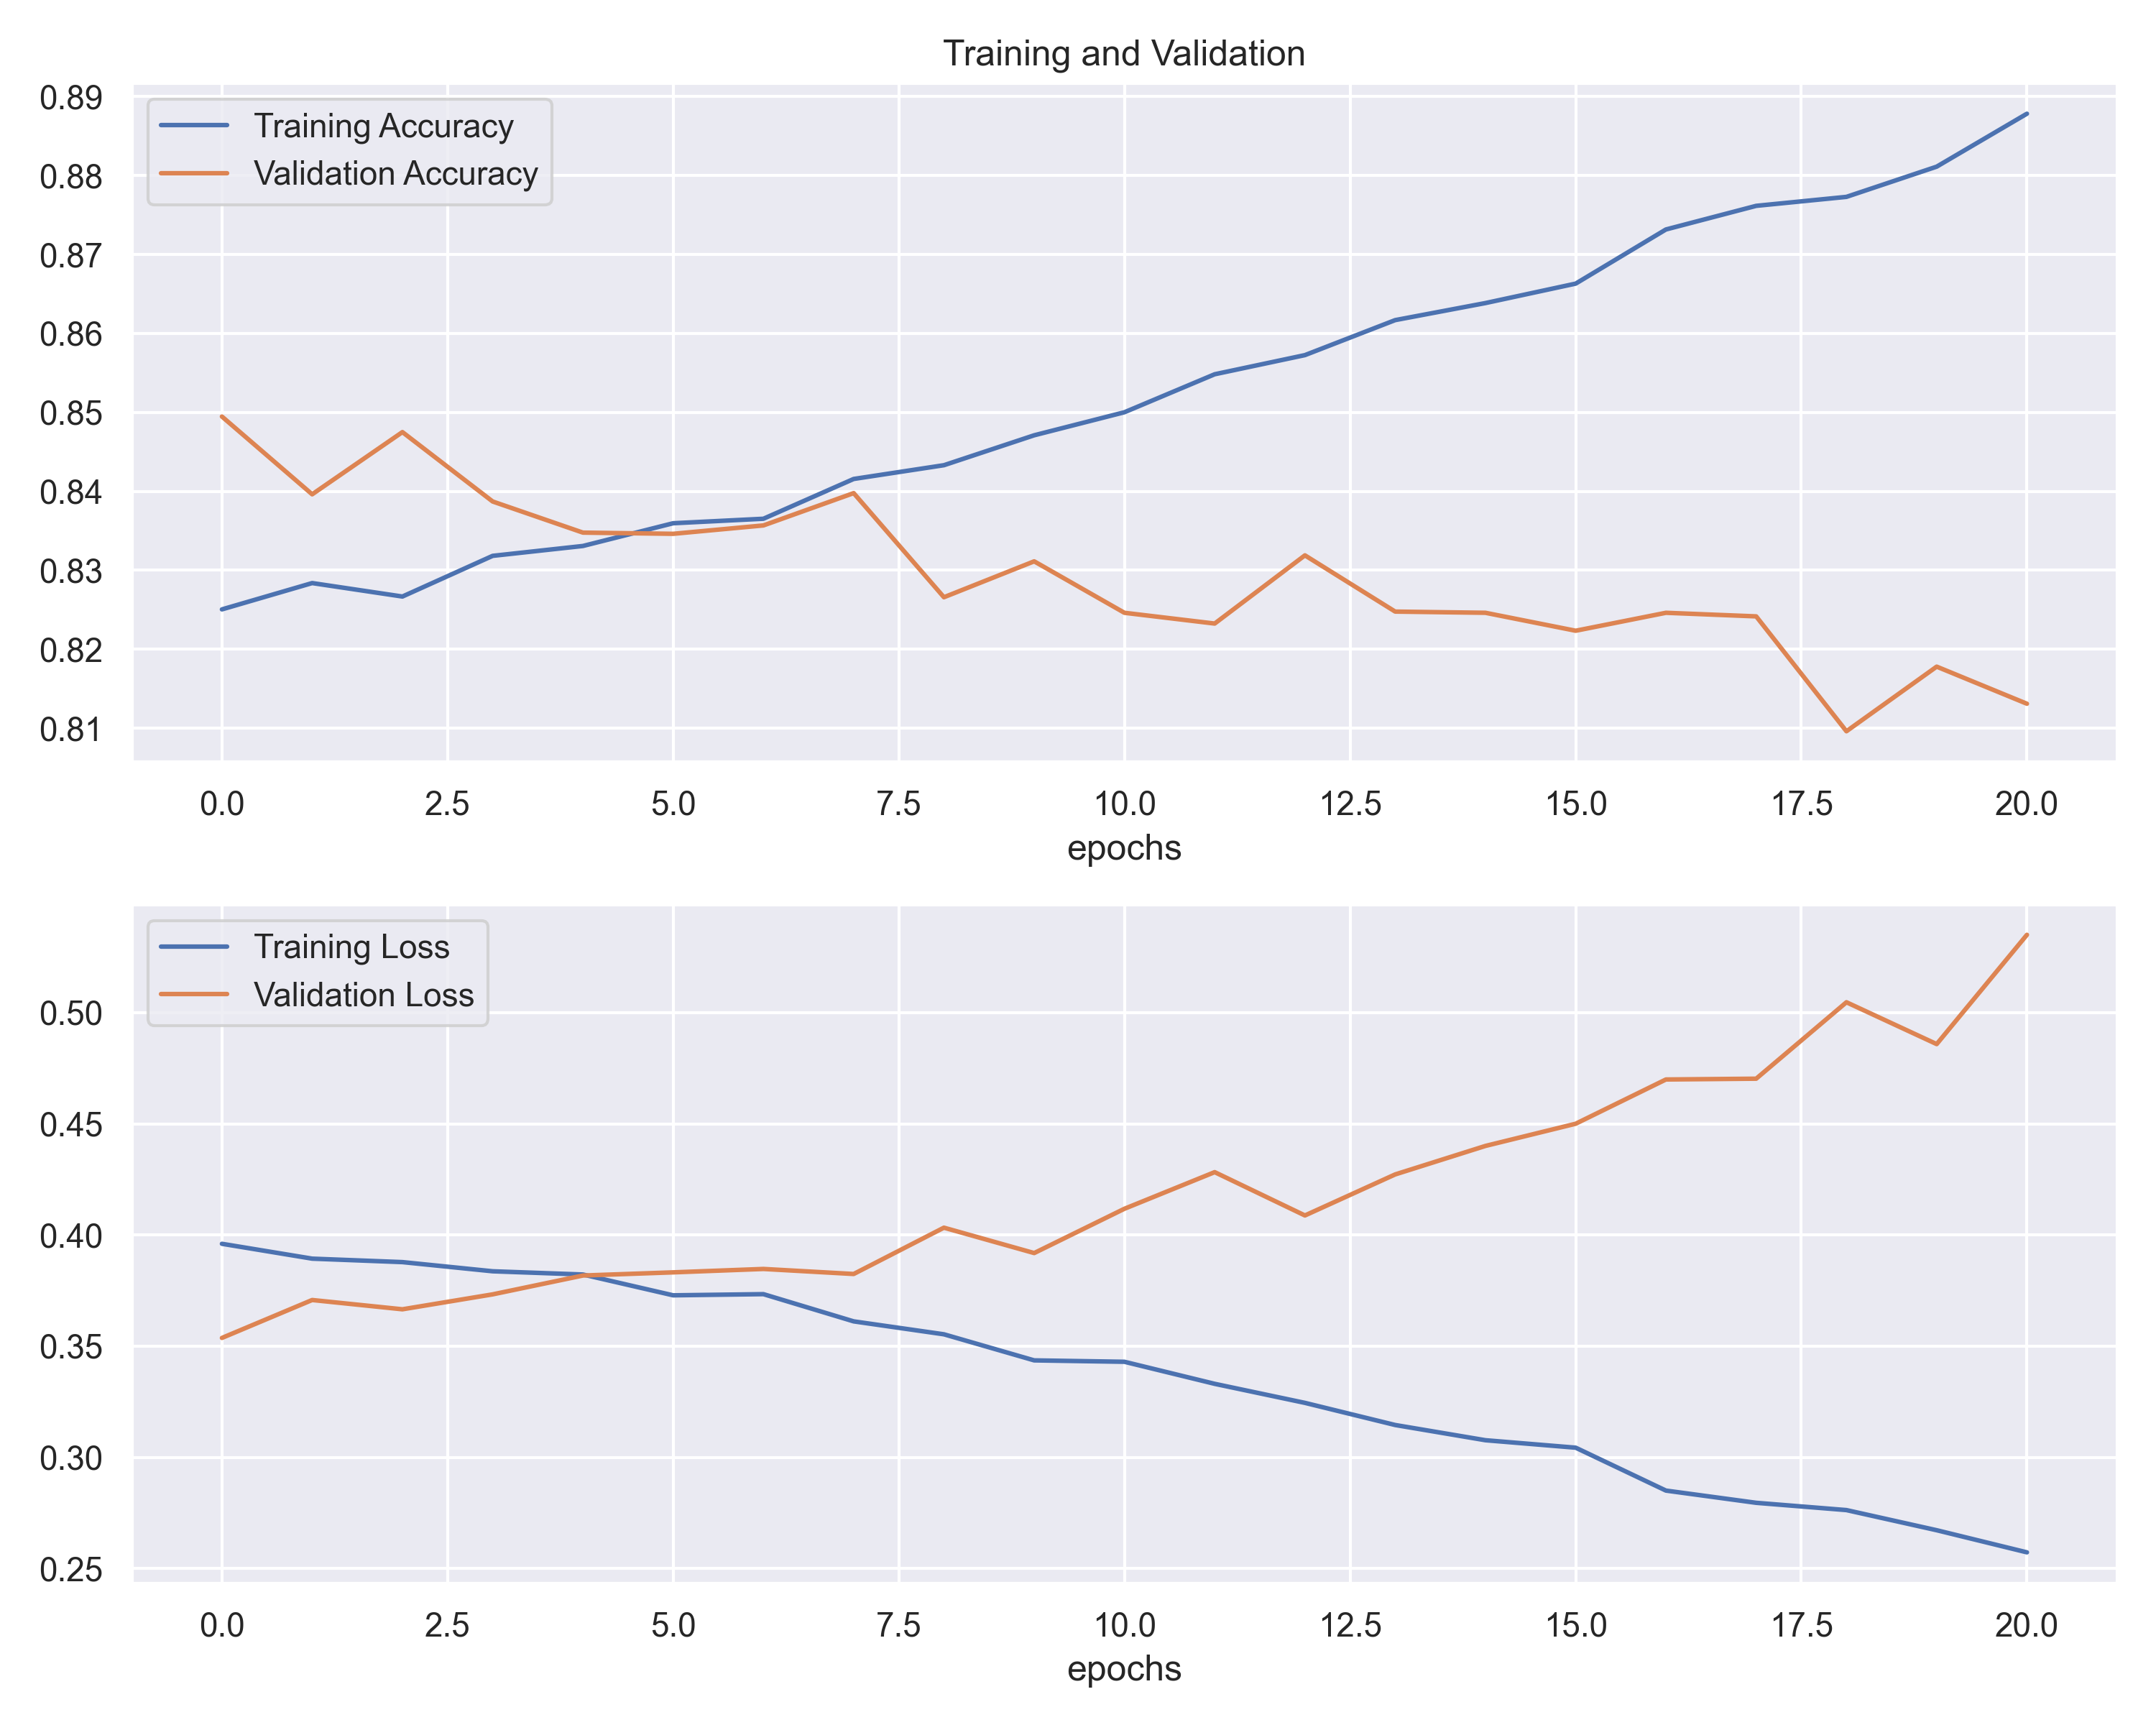 Training and Validation
0.89
Training Accuracy
0.88
Validation Accuracy
0.87
0.86
0.85
0.84
0.83
0.82
0.81
0.0 2.5 5.0 7.5 10.0 12.5 15.0 17.5 20.0
epochs
Training Loss
Validation Loss
0.50
0.45
0.40
0.35
0.30
0.25
0.0 2.5 5.0 7.5 10.0 12.5 15.0 17.5 20.0
epochs